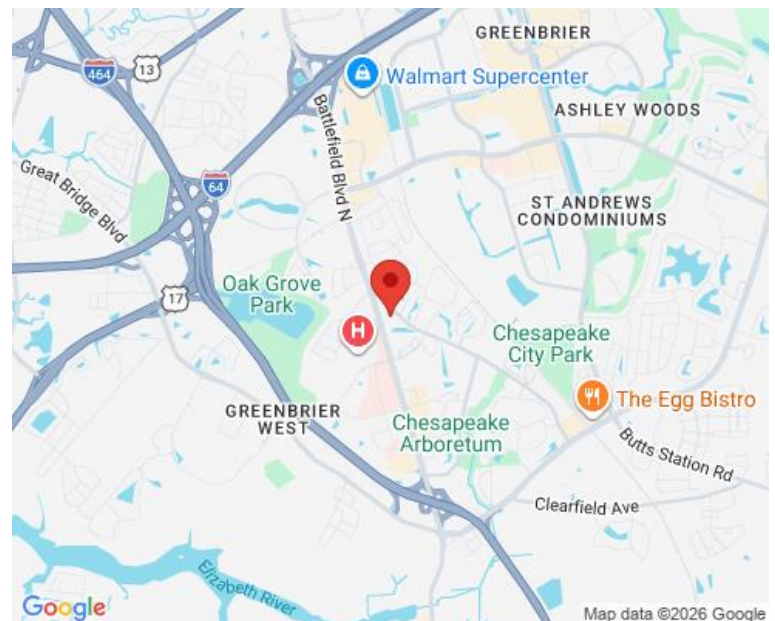 GREENBRIER
464
13
Walmart Supercenter
ASHLEY WOODS
Battlefield Blvd N
Great Bridge Blvd
64
ST ANDREWS
CONDOMINIUMS
17
Oak Grove
Park
H
Chesapeake
City Park
The Egg Bistro
GREENBRIER
WEST
Chesapeake
Arboretum
Butts Station Rd
Clearfield Ave
Elizabeth River
Google
Map data ©2026 Google